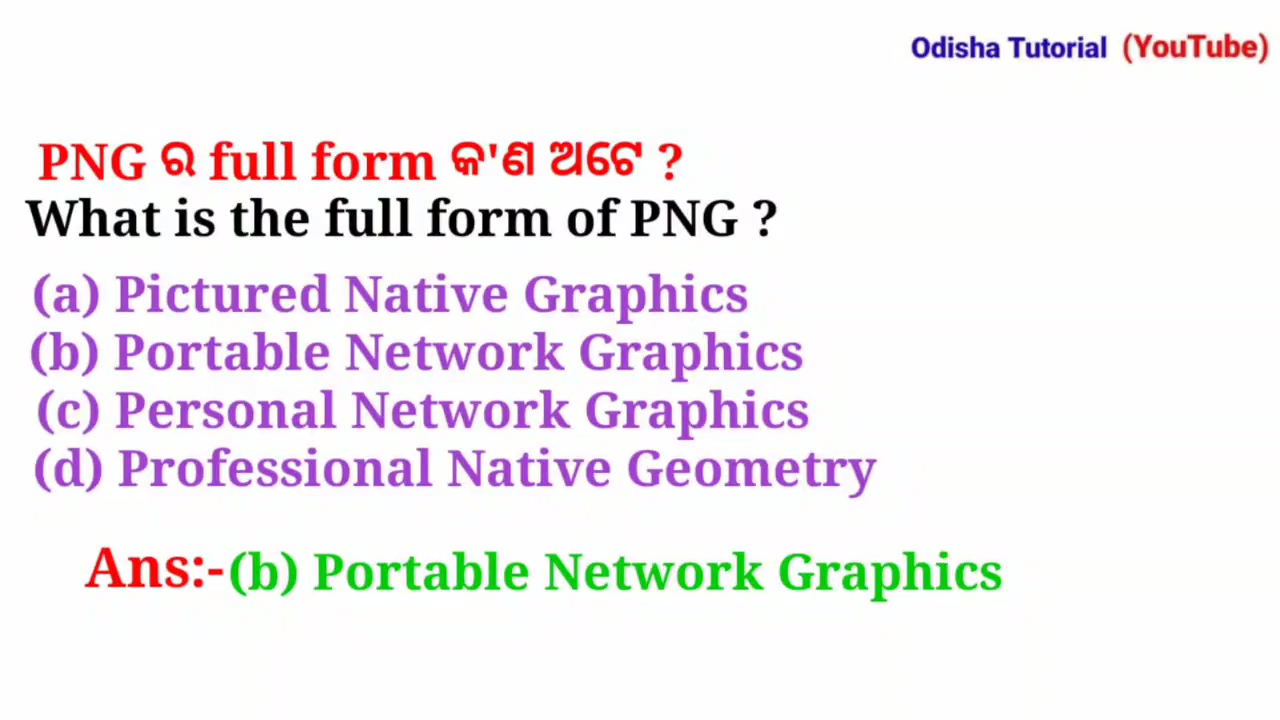 Odisha Tutorial (YouTube)
PNG ର full form କ'ଣ ଅଟେ ?
What is the full form of PNG ?
(a) Pictured Native Graphics
(b) Portable Network Graphics
(c) Personal Network Graphics
(d) Professional Native Geometry
Ans:-(b) Portable Network Graphics